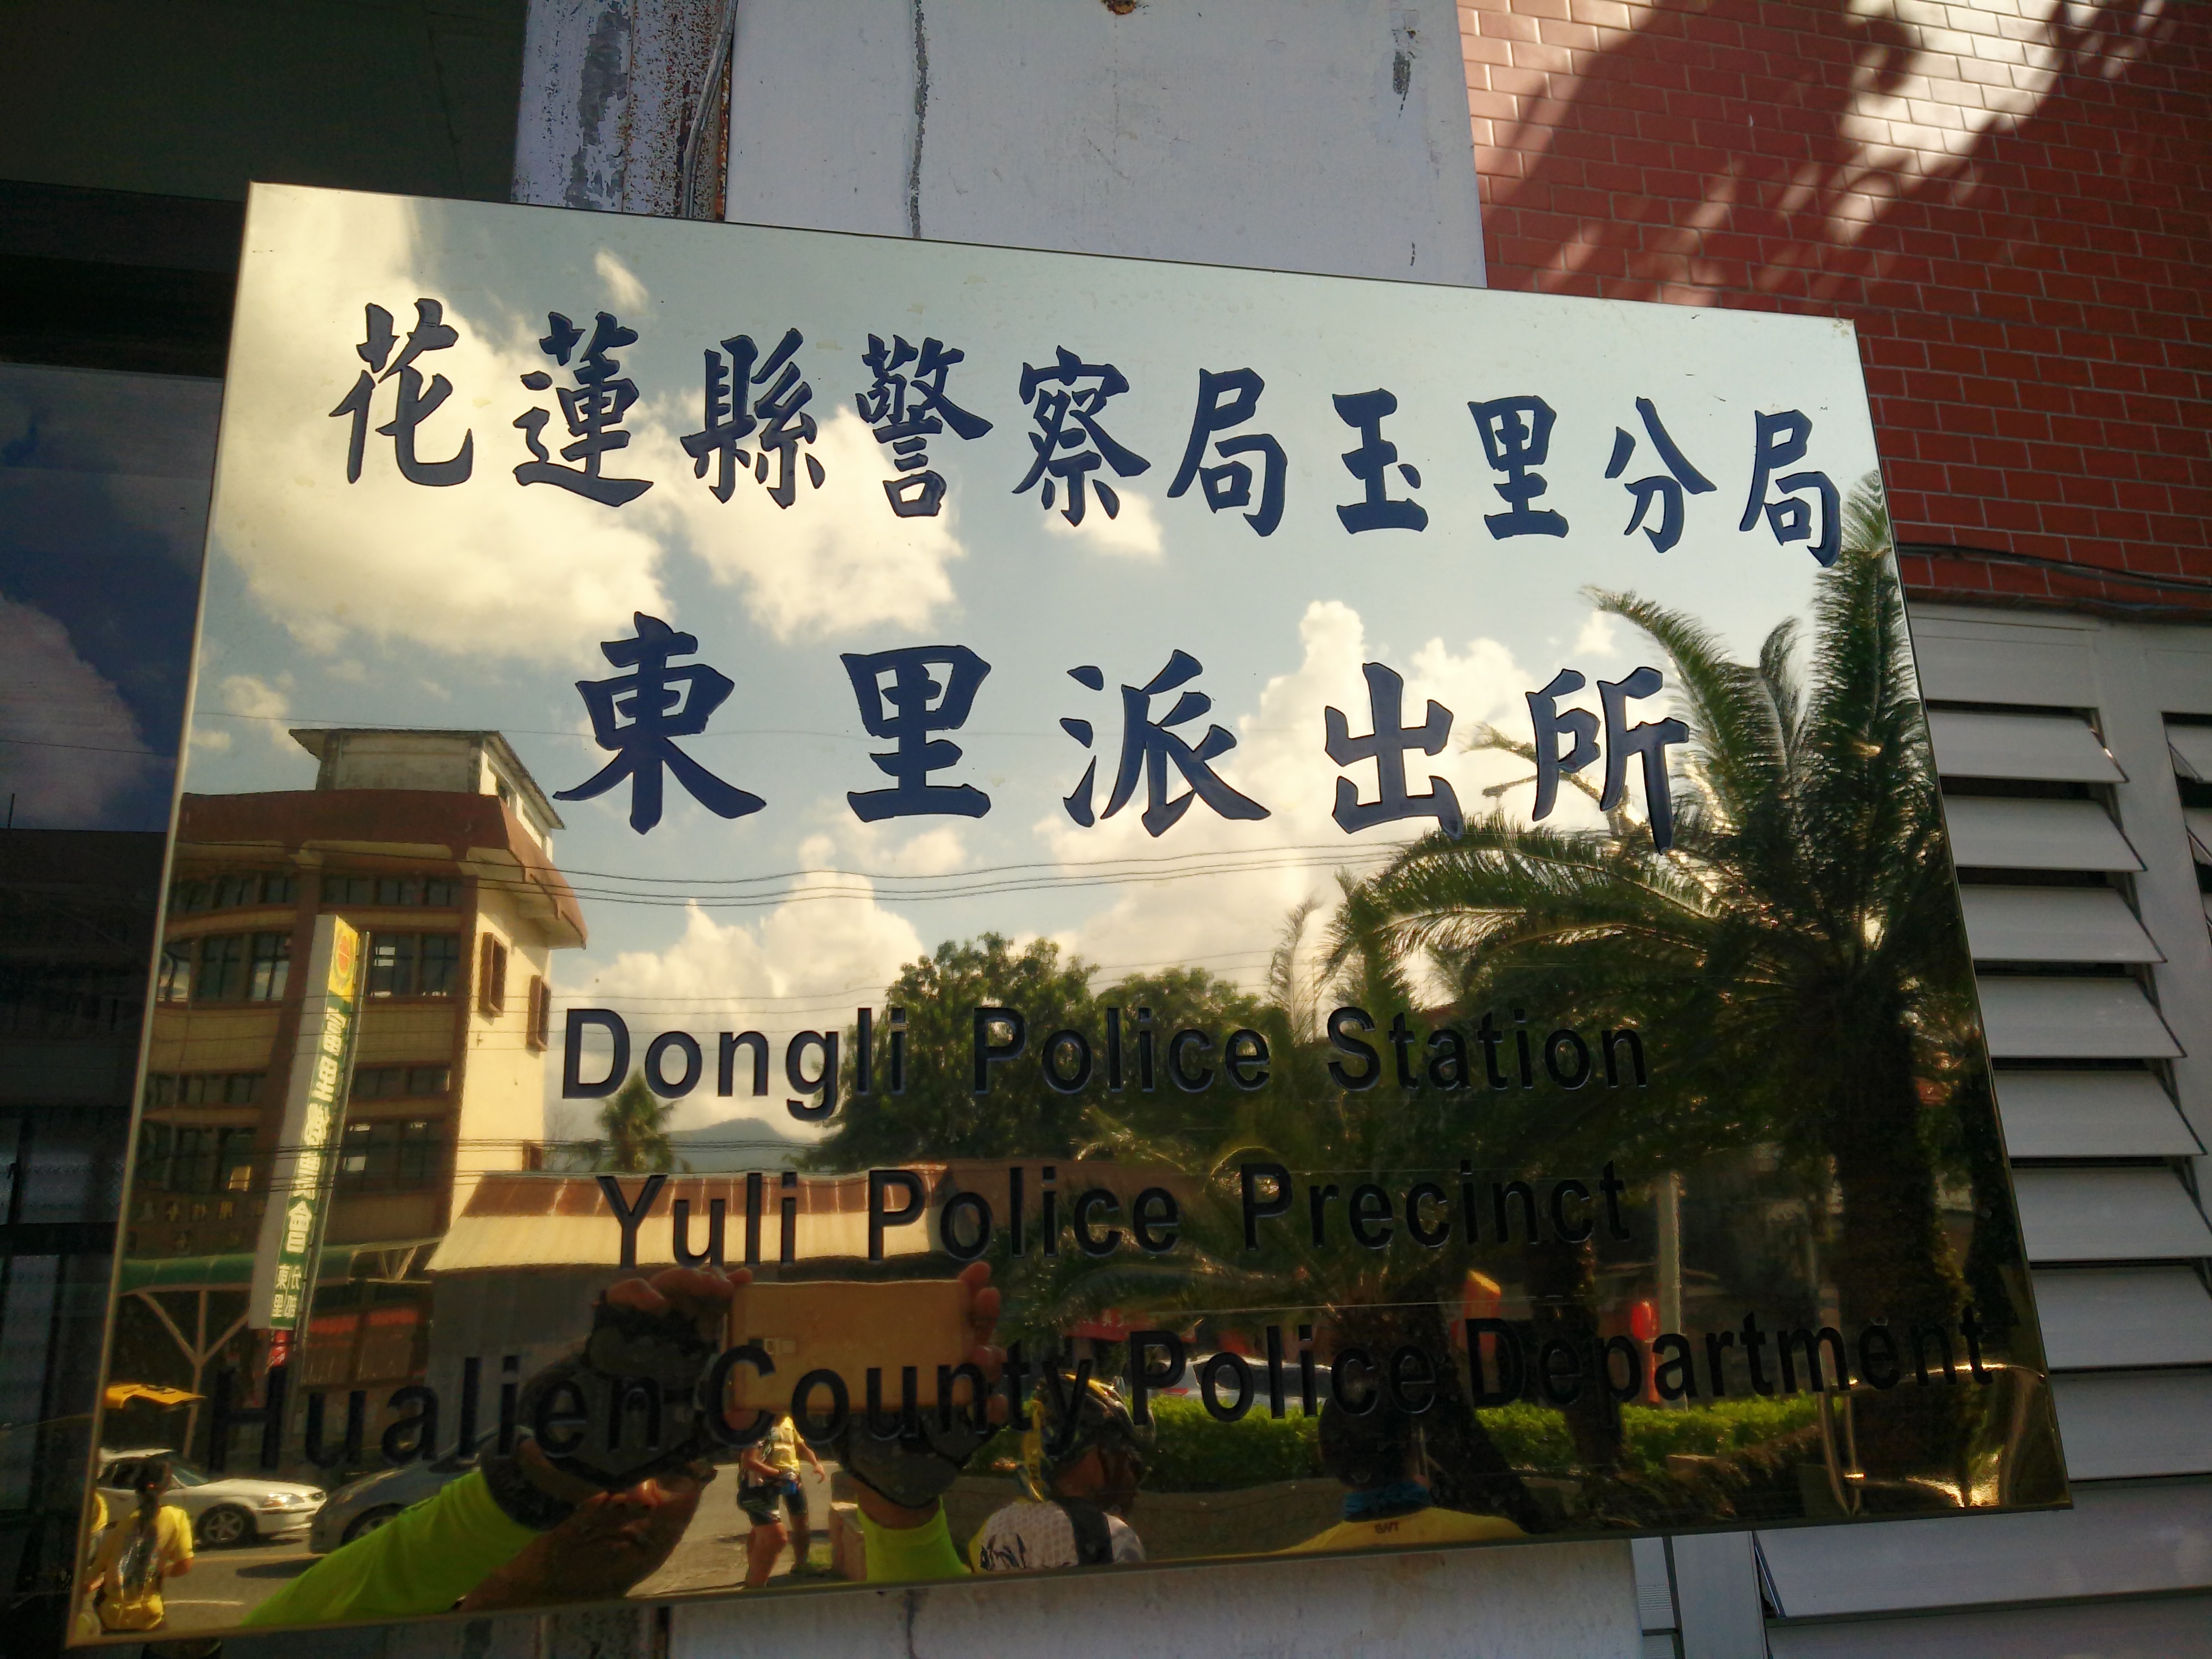 花蓮縣警察局玉里分局
東里派出所
Dongli Police Station
Yuli Police Precinct
Hualien County Police Department